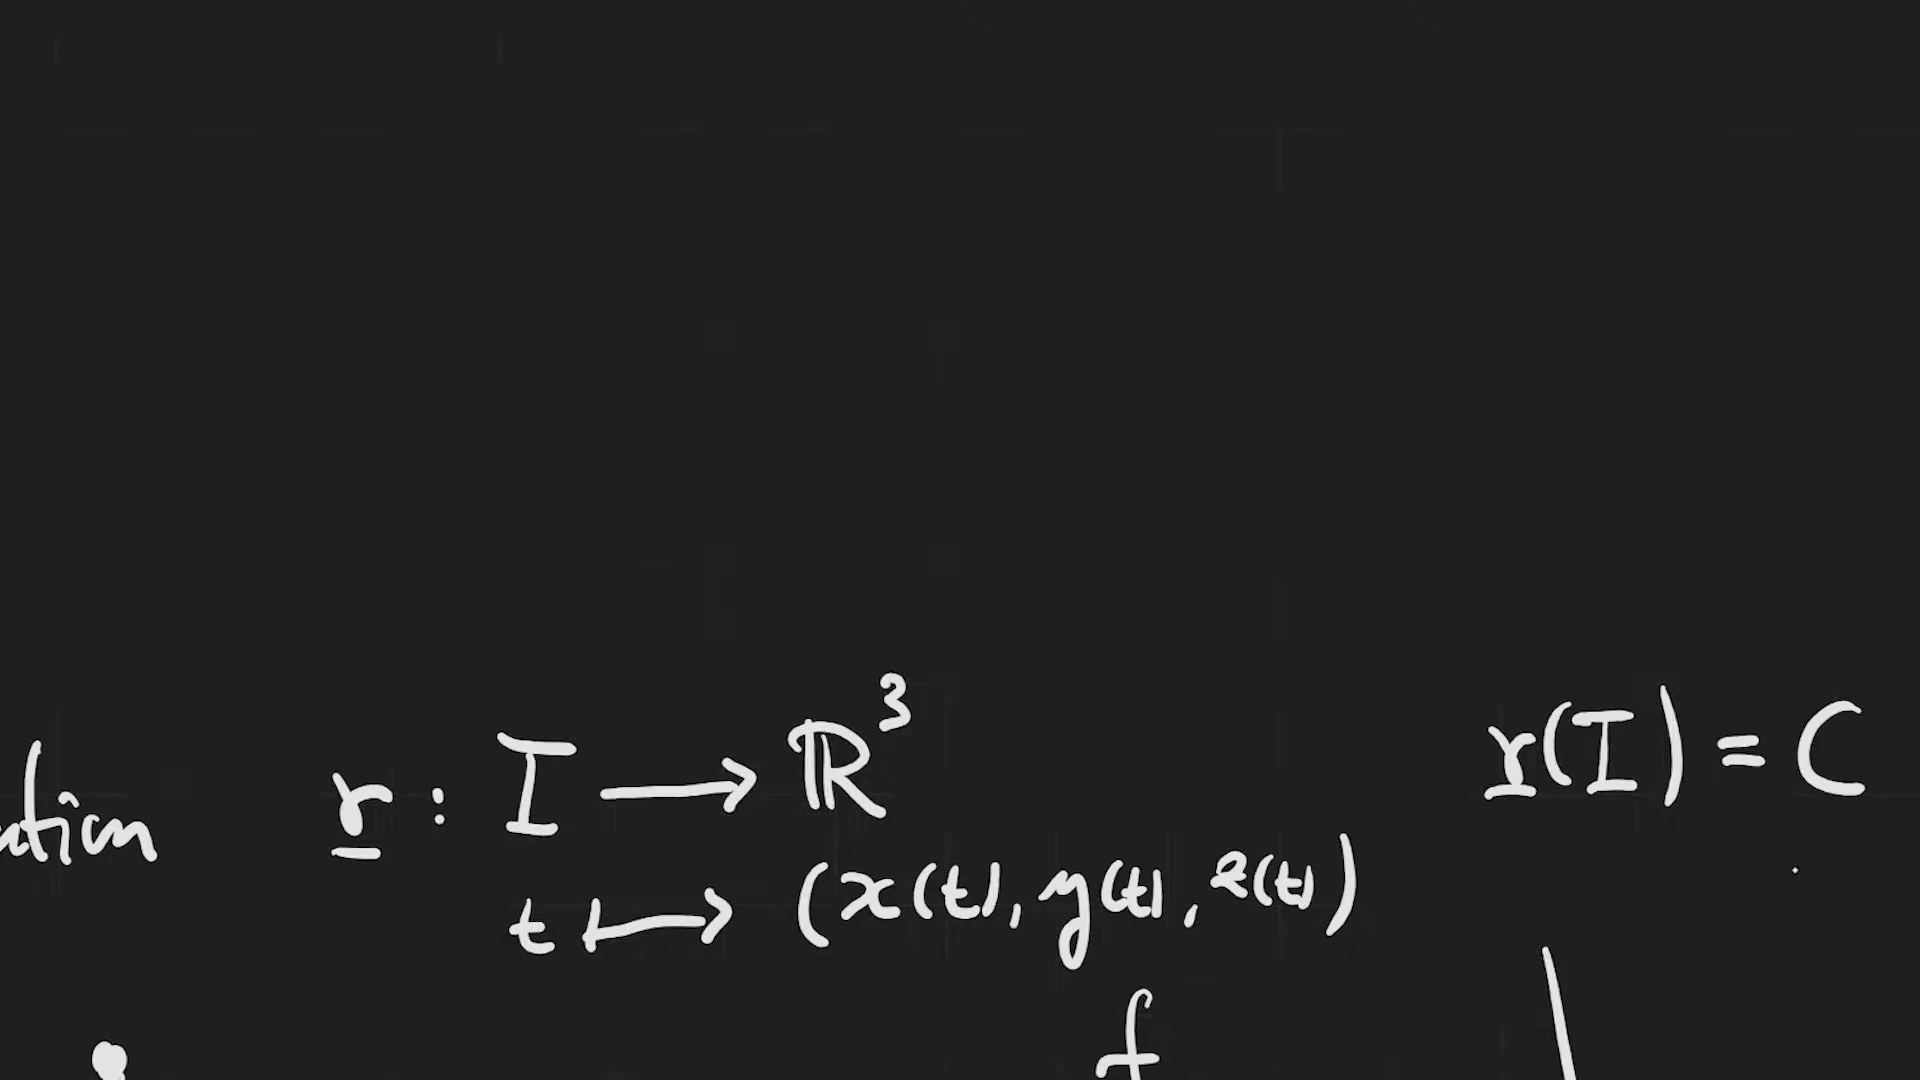 r : I ⟶ ℝ³ r(I) = C
t ⟼ (x(t), y(t), z(t))
f